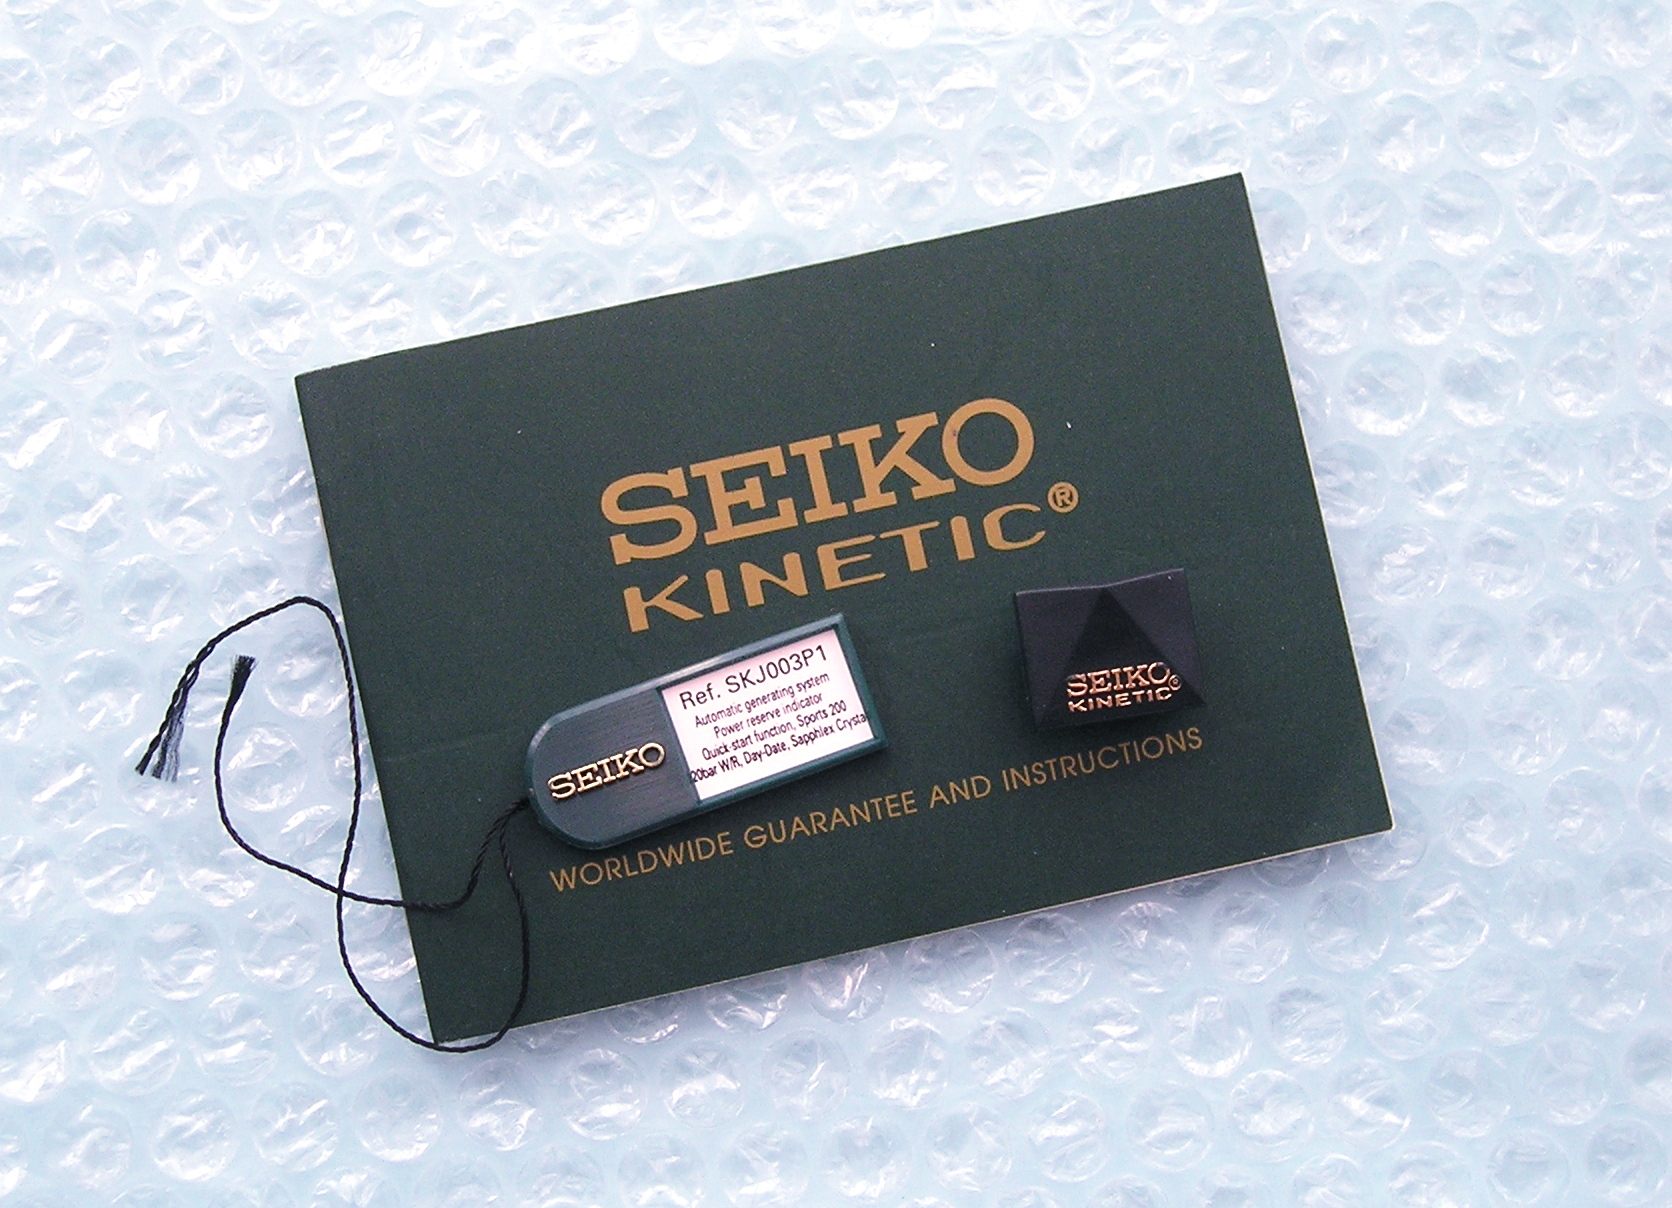 SEIKO
KINETIC®
SEIKO
Ref. SKJ003P1
Automatic generating system
Power reserve indicator
Quick-start function, Sports 200
20bar W/R, Day-Date, Sapphlex Crystal
SEIKO
KINETIC®
WORLDWIDE GUARANTEE AND INSTRUCTIONS